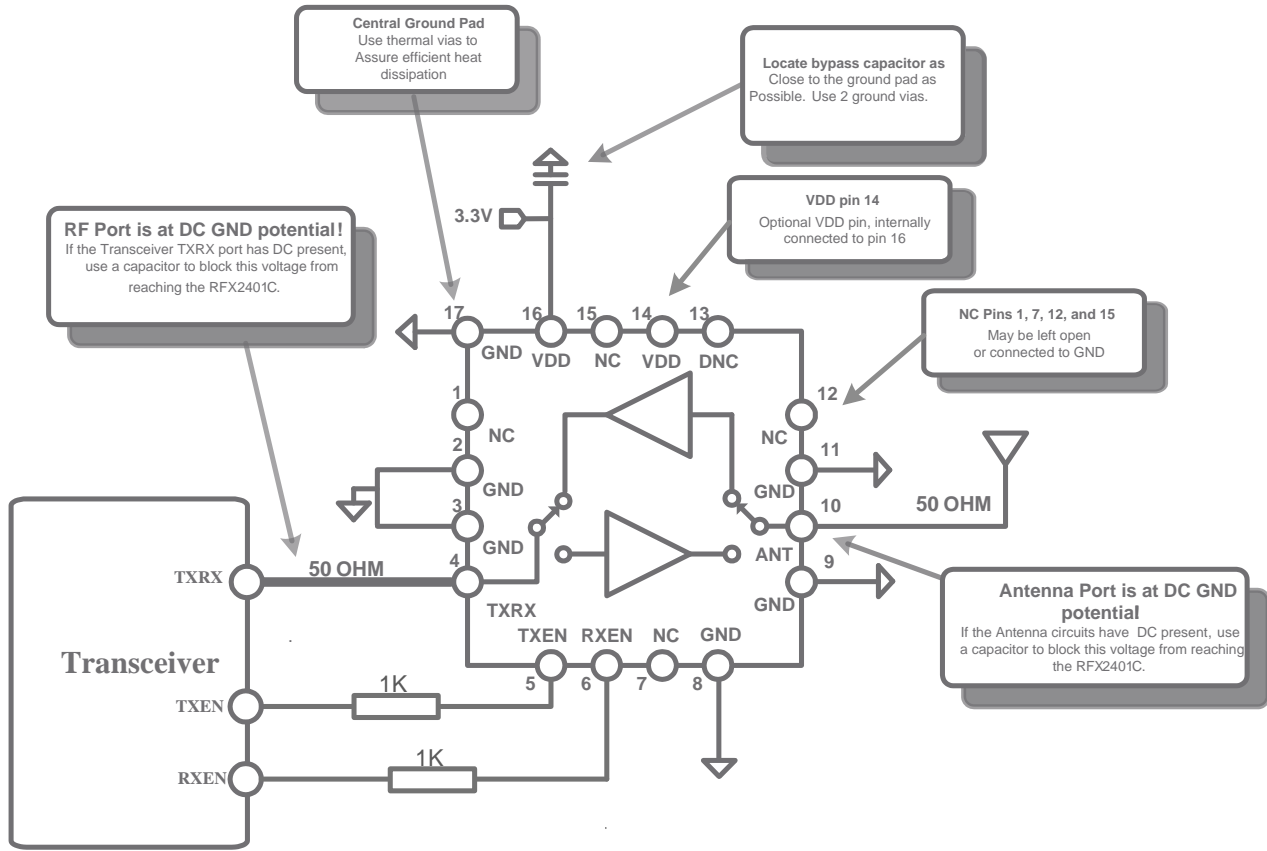 Central Ground Pad
Use thermal vias to
Assure efficient heat
dissipation
Locate bypass capacitor as
Close to the ground pad as
Possible. Use 2 ground vias.
3.3V
VDD pin 14
Optional VDD pin, internally
connected to pin 16
RF Port is at DC GND potential!
If the Transceiver TXRX port has DC present,
use a capacitor to block this voltage from
reaching the RFX2401C.
NC Pins 1, 7, 12, and 15
May be left open
or connected to GND
17 16 15 14 13
GND VDD NC VDD DNC
1
NC
2
GND
3
GND
4
TXRX
12
NC
11
GND
10
ANT
9
GND
50 OHM
50 OHM
TXRX
Antenna Port is at DC GND
potential
If the Antenna circuits have DC present, use
a capacitor to block this voltage from reaching
the RFX2401C.
TXEN RXEN NC GND
5 6 7 8
Transceiver
TXEN
1K
RXEN
1K